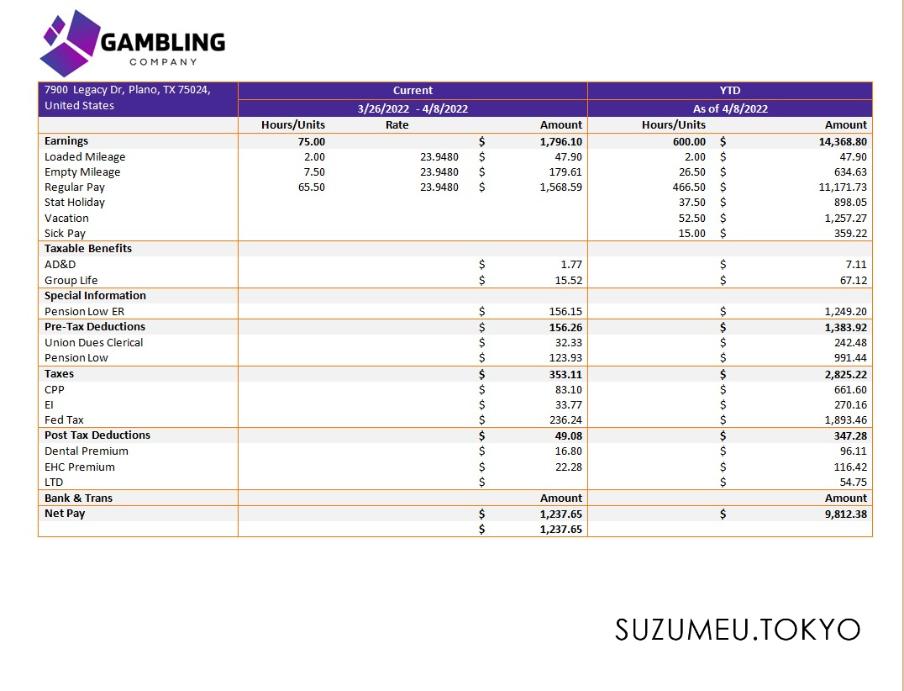 GAMBLING
COMPANY
7900 Legacy Dr, Plano, TX 75024,
United States
Current YTD
3/26/2022 - 4/8/2022 As of 4/8/2022
Hours/Units Rate Amount Hours/Units Amount
Earnings 75.00 $ 1,796.10 600.00 $ 14,368.80
Loaded Mileage 2.00 23.9480 $ 47.90 2.00 $ 47.90
Empty Mileage 7.50 23.9480 $ 179.61 26.50 $ 634.63
Regular Pay 65.50 23.9480 $ 1,568.59 466.50 $ 11,171.73
Stat Holiday 37.50 $ 898.05
Vacation 52.50 $ 1,257.27
Sick Pay 15.00 $ 359.22
Taxable Benefits
AD&D $ 1.77 $ 7.11
Group Life $ 15.52 $ 67.12
Special Information
Pension Low ER $ 156.15 $ 1,249.20
Pre-Tax Deductions $ 156.26 $ 1,383.92
Union Dues Clerical $ 32.33 $ 242.48
Pension Low $ 123.93 $ 991.44
Taxes $ 353.11 $ 2,825.22
CPP $ 83.10 $ 661.60
EI $ 33.77 $ 270.16
Fed Tax $ 236.24 $ 1,893.46
Post Tax Deductions $ 49.08 $ 347.28
Dental Premium $ 16.80 $ 96.11
EHC Premium $ 22.28 $ 116.42
LTD $ $ 54.75
Bank & Trans Amount Amount
Net Pay $ 1,237.65 $ 9,812.38
$ 1,237.65
SUZUMEU.TOKYO